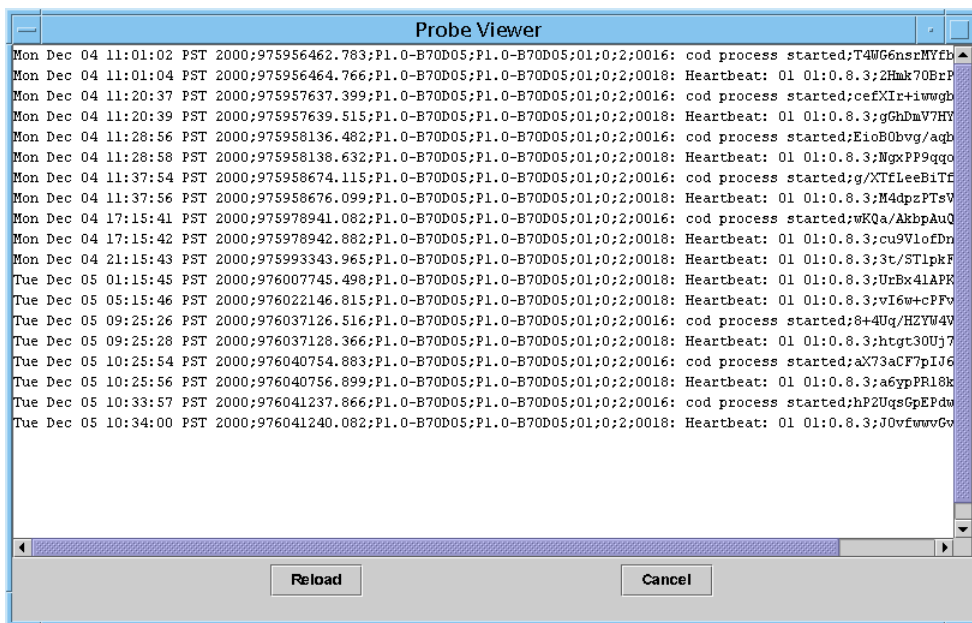 Probe Viewer
Mon Dec 04 11:01:02 PST 2000;975956462.783;P1.0-B70D05;P1.0-B70D05;01;0;2;0016: cod process started;T4WG6nsrMYfb
Mon Dec 04 11:01:04 PST 2000;975956464.766;P1.0-B70D05;P1.0-B70D05;01;0;2;0018: Heartbeat: 01 01:0.8.3;2Hmk70BrP
Mon Dec 04 11:20:37 PST 2000;975957637.399;P1.0-B70D05;P1.0-B70D05;01;0;2;0016: cod process started;cefXIr+iwwgb
Mon Dec 04 11:20:39 PST 2000;975957639.515;P1.0-B70D05;P1.0-B70D05;01;0;2;0018: Heartbeat: 01 01:0.8.3;gGhDmV7HY
Mon Dec 04 11:28:56 PST 2000;975958136.482;P1.0-B70D05;P1.0-B70D05;01;0;2;0016: cod process started;EioB0bvg/aqb
Mon Dec 04 11:28:58 PST 2000;975958138.632;P1.0-B70D05;P1.0-B70D05;01;0;2;0018: Heartbeat: 01 01:0.8.3;NgxPP9qqo
Mon Dec 04 11:37:54 PST 2000;975958674.115;P1.0-B70D05;P1.0-B70D05;01;0;2;0016: cod process started;g/XTfLeeBiTf
Mon Dec 04 11:37:56 PST 2000;975958676.099;P1.0-B70D05;P1.0-B70D05;01;0;2;0018: Heartbeat: 01 01:0.8.3;M4dpzPTsV
Mon Dec 04 17:15:41 PST 2000;975978941.082;P1.0-B70D05;P1.0-B70D05;01;0;2;0016: cod process started;wKQa/AkbpAuQ
Mon Dec 04 17:15:42 PST 2000;975978942.882;P1.0-B70D05;P1.0-B70D05;01;0;2;0018: Heartbeat: 01 01:0.8.3;cu9VlofDn
Mon Dec 04 21:15:43 PST 2000;975993343.965;P1.0-B70D05;P1.0-B70D05;01;0;2;0018: Heartbeat: 01 01:0.8.3;3t/STlpkF
Tue Dec 05 01:15:45 PST 2000;976007745.498;P1.0-B70D05;P1.0-B70D05;01;0;2;0018: Heartbeat: 01 01:0.8.3;UrBx4lAPK
Tue Dec 05 05:15:46 PST 2000;976022146.815;P1.0-B70D05;P1.0-B70D05;01;0;2;0018: Heartbeat: 01 01:0.8.3;vI6w+cPFv
Tue Dec 05 09:25:26 PST 2000;976037126.516;P1.0-B70D05;P1.0-B70D05;01;0;2;0016: cod process started;8+4Uq/HZYW4V
Tue Dec 05 09:25:28 PST 2000;976037128.366;P1.0-B70D05;P1.0-B70D05;01;0;2;0018: Heartbeat: 01 01:0.8.3;htgt30Uj7
Tue Dec 05 10:25:54 PST 2000;976040754.883;P1.0-B70D05;P1.0-B70D05;01;0;2;0016: cod process started;aX73aCF7pIJ6
Tue Dec 05 10:25:56 PST 2000;976040756.899;P1.0-B70D05;P1.0-B70D05;01;0;2;0018: Heartbeat: 01 01:0.8.3;a6ypPRl8k
Tue Dec 05 10:33:57 PST 2000;976041237.866;P1.0-B70D05;P1.0-B70D05;01;0;2;0016: cod process started;hP2UqsGpEPdw
Tue Dec 05 10:34:00 PST 2000;976041240.082;P1.0-B70D05;P1.0-B70D05;01;0;2;0018: Heartbeat: 01 01:0.8.3;J0vfwwvGv
Reload Cancel